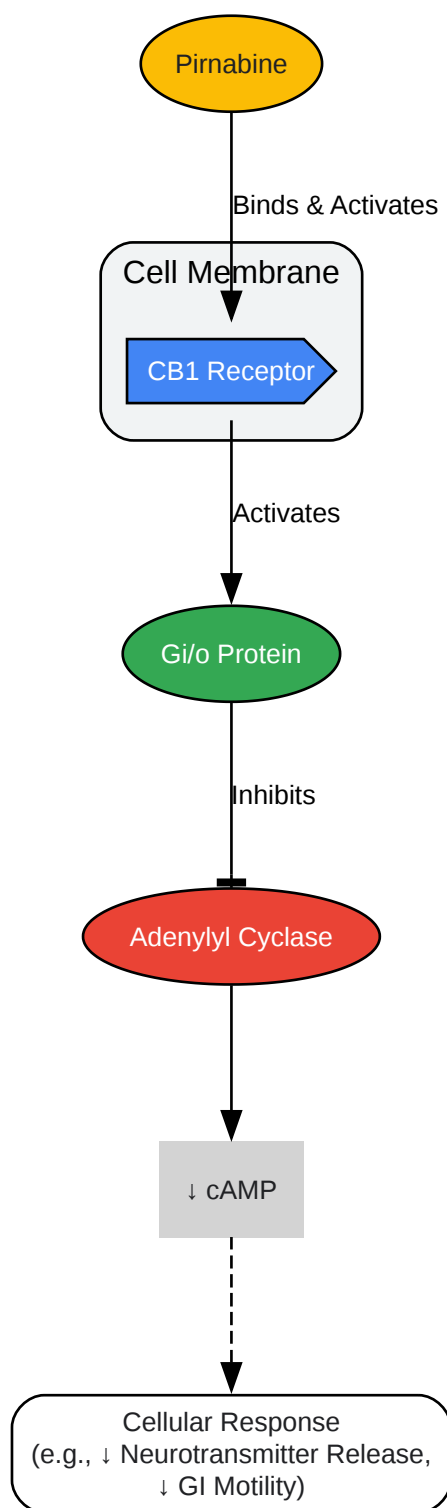 Pirnabine
Binds & Activates
Cell Membrane
CB1 Receptor
Activates
Gi/o Protein
Inhibits
Adenylyl Cyclase
↓ cAMP
Cellular Response
(e.g., ↓ Neurotransmitter Release,
↓ GI Motility)